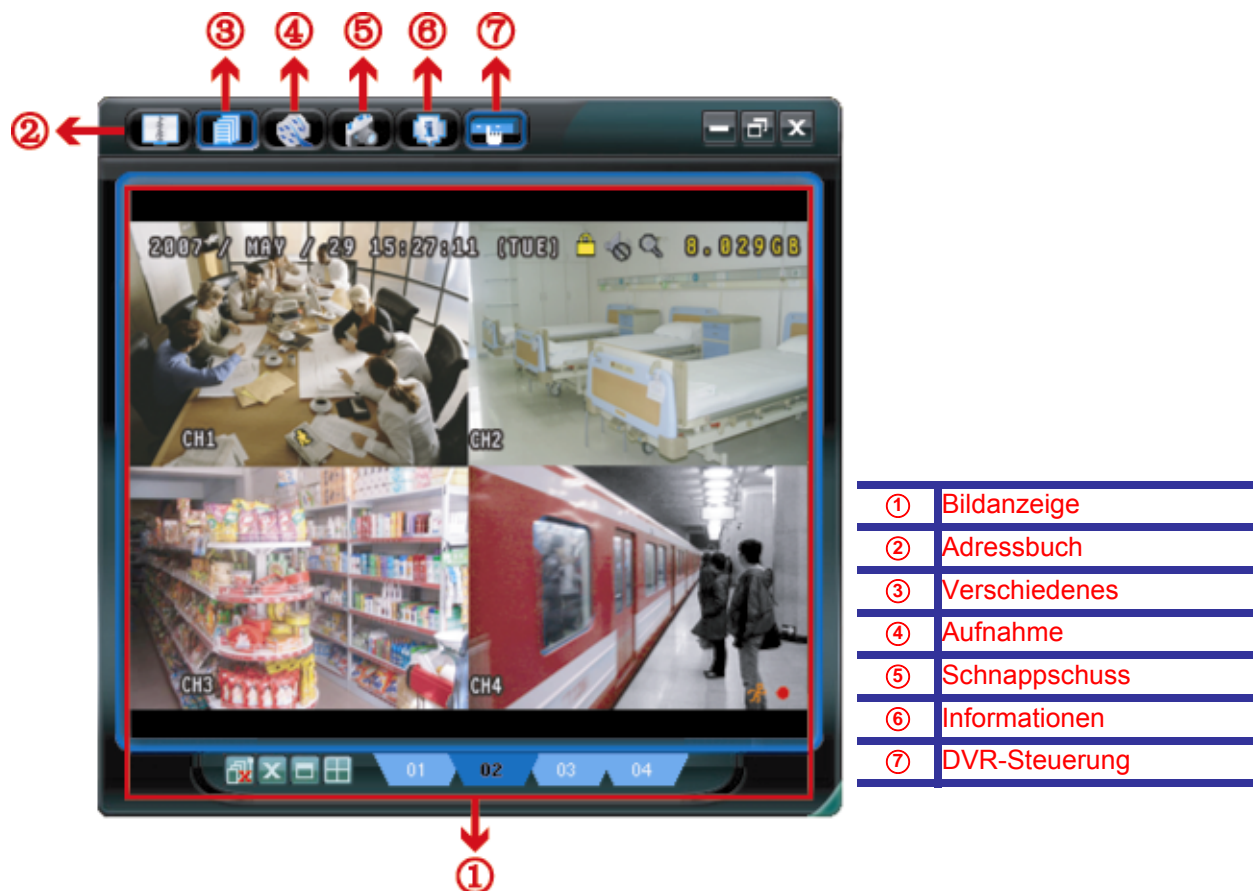 ③ ④ ⑤ ⑥ ⑦
②
2007 / MAY / 29 15:27:11 (TUE) 8.029GB
CH1 CH2
CH3 CH4
01 02 03 04
①
① Bildanzeige
② Adressbuch
③ Verschiedenes
④ Aufnahme
⑤ Schnappschuss
⑥ Informationen
⑦ DVR-Steuerung